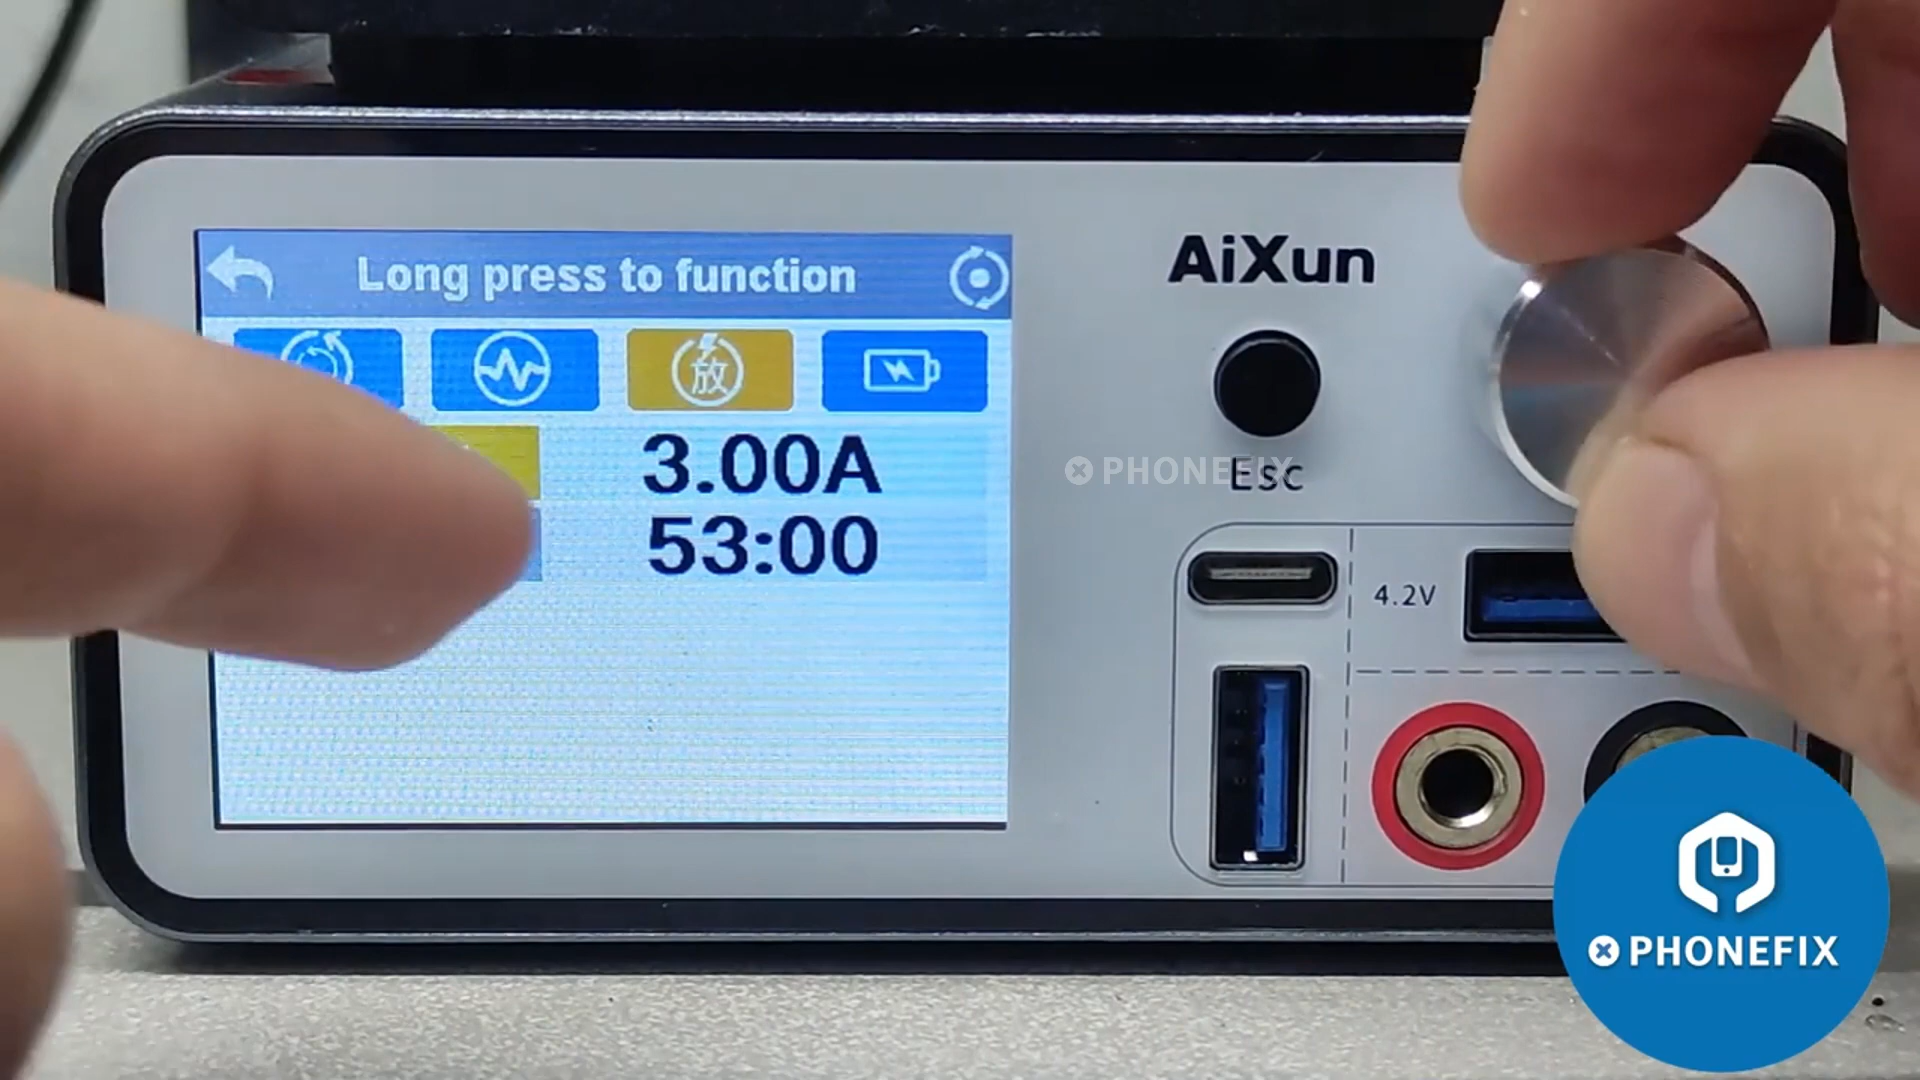 Long press to function
放
3.00A
53:00
AiXun
PHONEFIX
Esc
4.2V
PHONEFIX